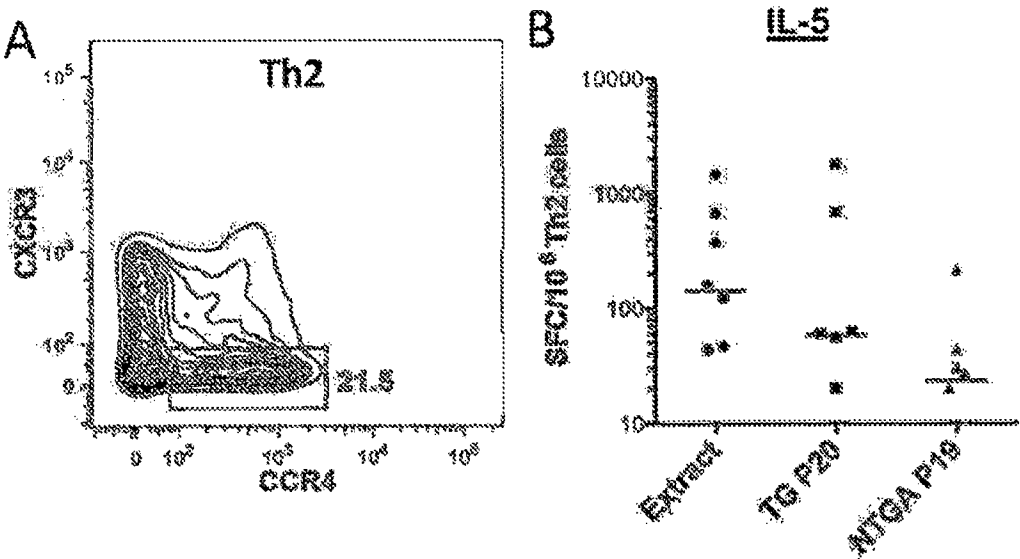 A
Th2
10⁵
10⁴
10³
10²
0
CXCR3
21.5
0 10² 10³ 10⁴ 10⁵
CCR4
B
IL-5
10000
1000
100
10
SFC/10⁶ Th2 cells
Extract
TG P20
NTGA P19